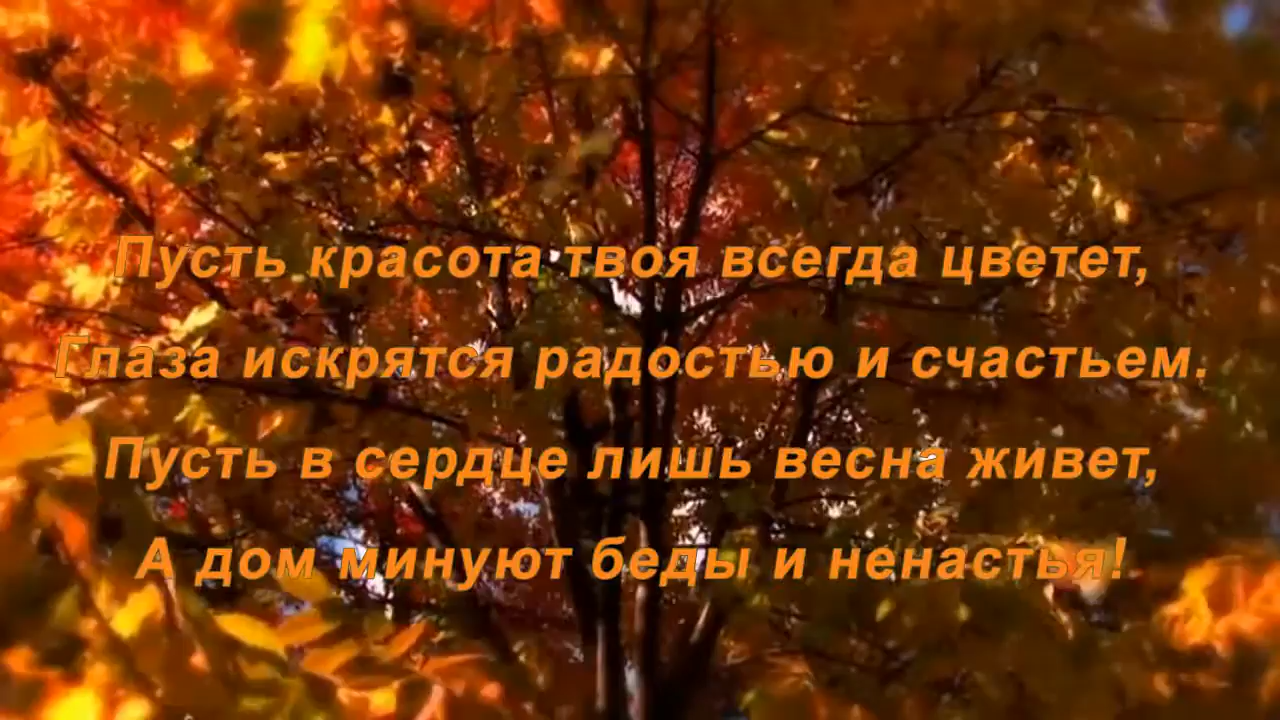 Пусть красота твоя всегда цветет,
Глаза искрятся радостью и счастьем.
Пусть в сердце лишь весна живет,
А дом минуют беды и ненастья!